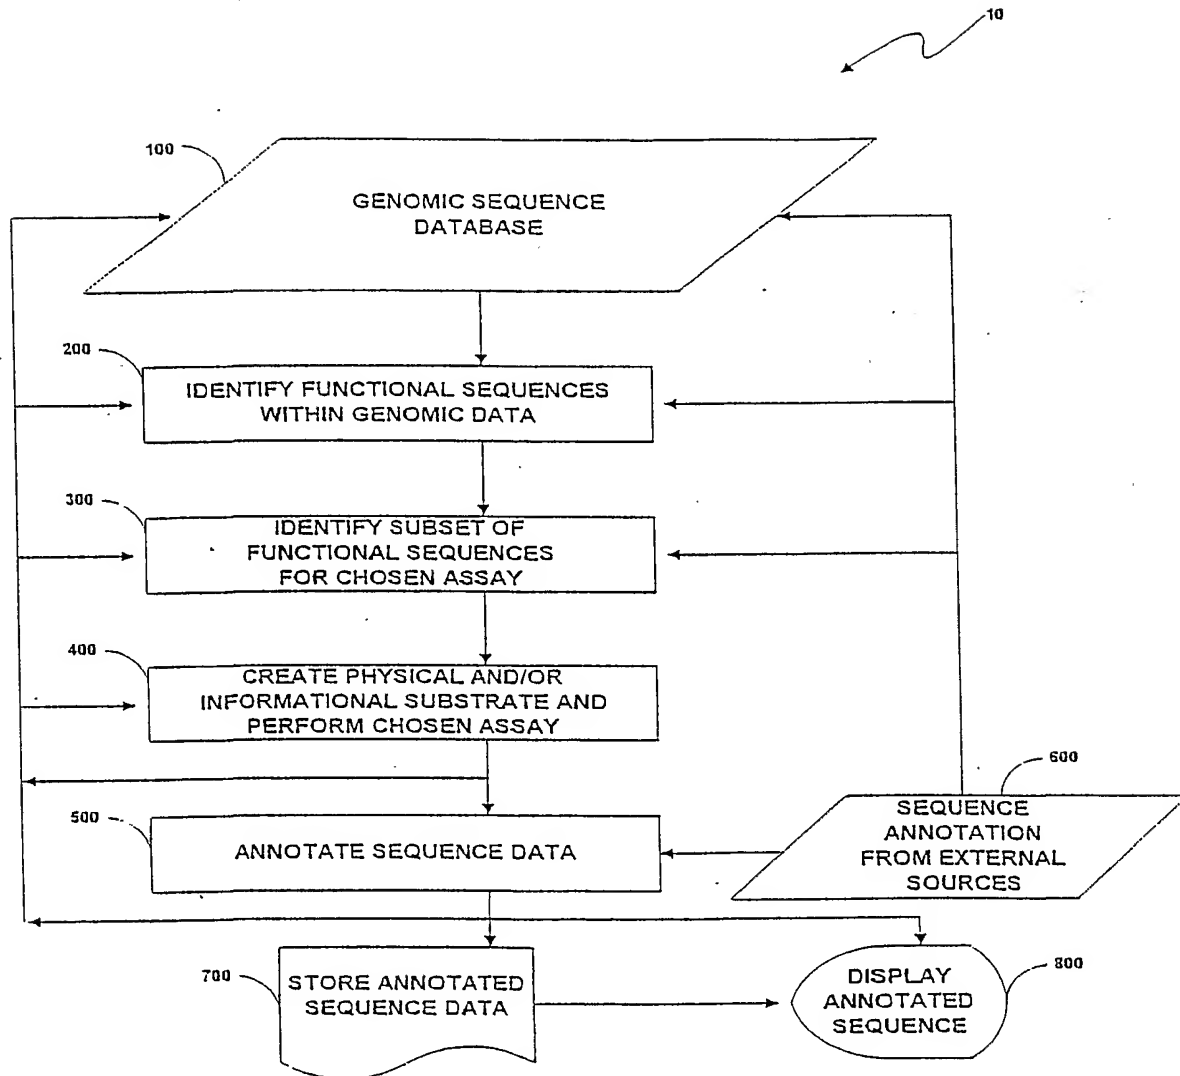 10
100
GENOMIC SEQUENCE
DATABASE
200
IDENTIFY FUNCTIONAL SEQUENCES
WITHIN GENOMIC DATA
300
IDENTIFY SUBSET OF
FUNCTIONAL SEQUENCES
FOR CHOSEN ASSAY
400
CREATE PHYSICAL AND/OR
INFORMATIONAL SUBSTRATE AND
PERFORM CHOSEN ASSAY
500
ANNOTATE SEQUENCE DATA
600
SEQUENCE
ANNOTATION
FROM EXTERNAL
SOURCES
700
STORE ANNOTATED
SEQUENCE DATA
800
DISPLAY
ANNOTATED
SEQUENCE